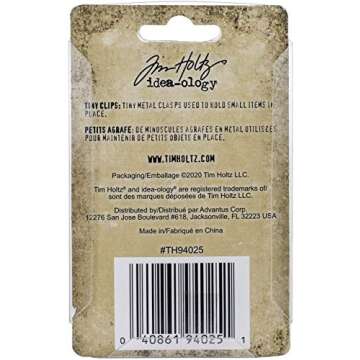 Tim Holtz
idea-ology
TINY CLIPS: TINY METAL CLASPS USED TO HOLD SMALL ITEMS IN
PLACE.
PETITS AGRAFE: DE MINUSCULES AGRAFES EN METAL UTILISEES
POUR MAINTENIR DE PETITS OBJETS EN PLACE.
WWW.TIMHOLTZ.COM
Packaging/Emballage ©2020 Tim Holtz LLC.
Tim Holtz® and idea-ology® are registered trademarks of/
sont des marques déposées de Tim Holtz LLC.
Distributed by/Distribué par Advantus Corp.
12276 San Jose Boulevard #618, Jacksonville, FL 32223 USA
Made in/Fabriqué en China
#TH94025
0 40861 94025 1